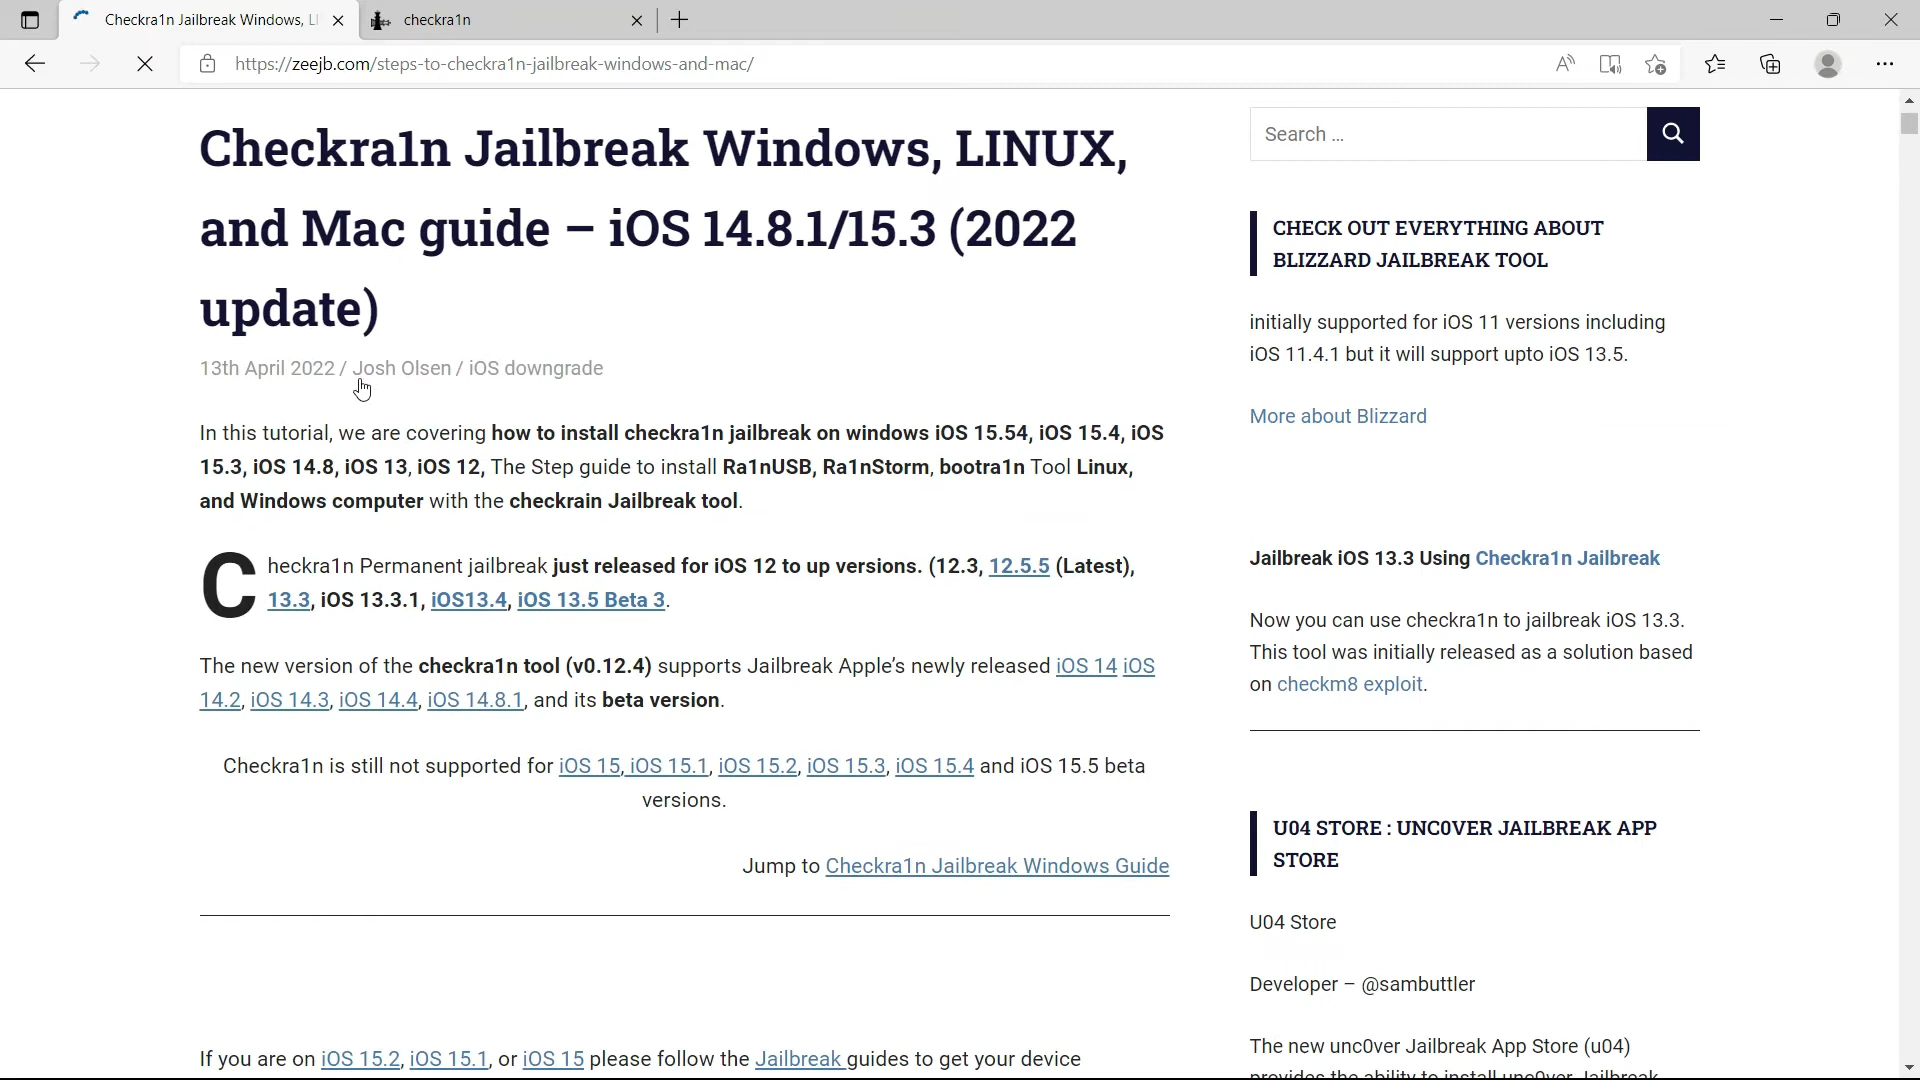 Checkra1n Jailbreak Windows, LI
checkra1n
https://zeejb.com/steps-to-checkra1n-jailbreak-windows-and-mac/
Checkra1n Jailbreak Windows, LINUX,
and Mac guide – iOS 14.8.1/15.3 (2022
update)
13th April 2022 / Josh Olsen / iOS downgrade
In this tutorial, we are covering how to install checkra1n jailbreak on windows iOS 15.54, iOS 15.4, iOS
15.3, iOS 14.8, iOS 13, iOS 12, The Step guide to install Ra1nUSB, Ra1nStorm, bootra1n Tool Linux,
and Windows computer with the checkrain Jailbreak tool.
Checkra1n Permanent jailbreak just released for iOS 12 to up versions. (12.3, 12.5.5 (Latest),
13.3, iOS 13.3.1, iOS13.4, iOS 13.5 Beta 3.
The new version of the checkra1n tool (v0.12.4) supports Jailbreak Apple's newly released iOS 14 iOS
14.2, iOS 14.3, iOS 14.4, iOS 14.8.1, and its beta version.
Checkra1n is still not supported for iOS 15, iOS 15.1, iOS 15.2, iOS 15.3, iOS 15.4 and iOS 15.5 beta
versions.
Jump to Checkra1n Jailbreak Windows Guide
If you are on iOS 15.2, iOS 15.1, or iOS 15 please follow the Jailbreak guides to get your device
Search ...
CHECK OUT EVERYTHING ABOUT
BLIZZARD JAILBREAK TOOL
initially supported for iOS 11 versions including
iOS 11.4.1 but it will support upto iOS 13.5.
More about Blizzard
Jailbreak iOS 13.3 Using Checkra1n Jailbreak
Now you can use checkra1n to jailbreak iOS 13.3.
This tool was initially released as a solution based
on checkm8 exploit.
U04 STORE : UNC0VER JAILBREAK APP
STORE
U04 Store
Developer – @sambuttler
The new unc0ver Jailbreak App Store (u04)
provides the ability to install unc0ver Jailbreak